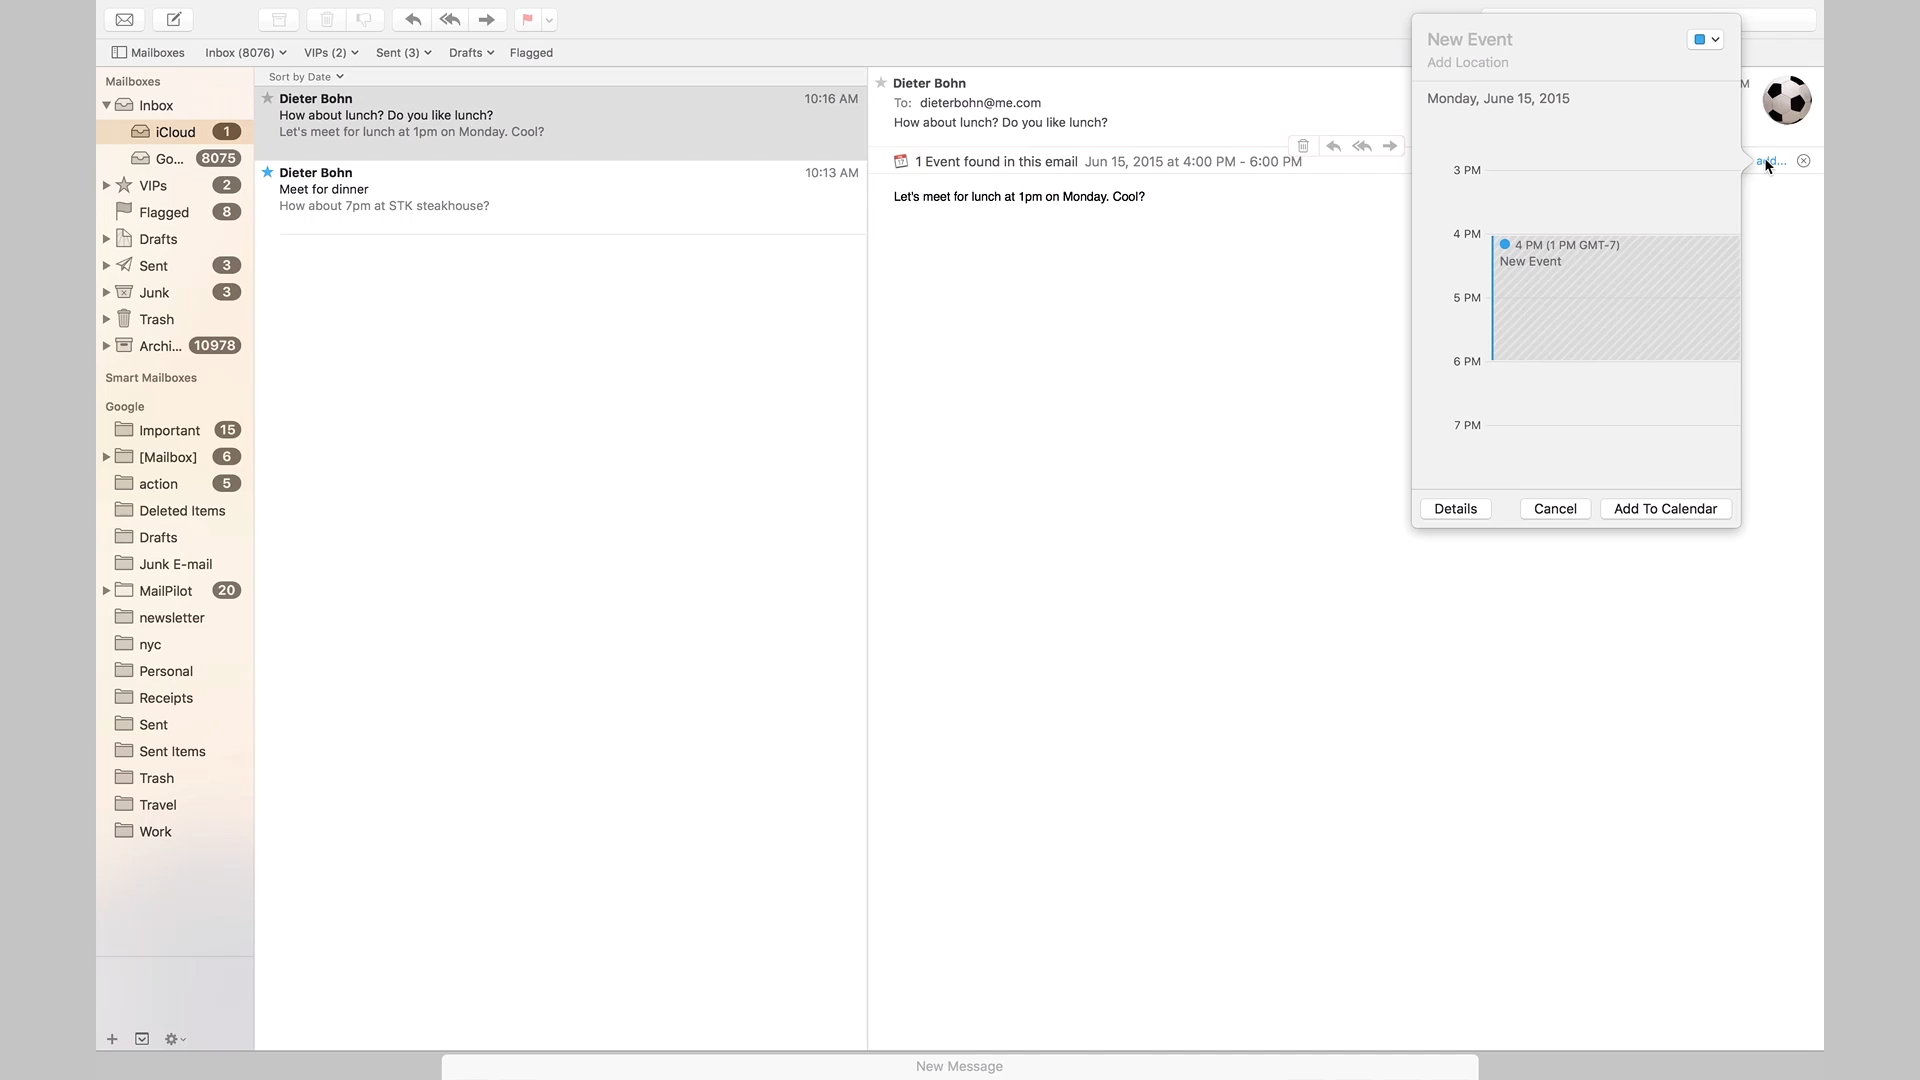 Mailboxes
Inbox (8076)
VIPs (2)
Sent (3)
Drafts
Flagged
Mailboxes
Inbox
iCloud 1
Go... 8075
VIPs 2
Flagged 8
Drafts
Sent 3
Junk 3
Trash
Archi... 10978
Smart Mailboxes
Google
Important 15
[Mailbox] 6
action 5
Deleted Items
Drafts
Junk E-mail
MailPilot 20
newsletter
nyc
Personal
Receipts
Sent
Sent Items
Trash
Travel
Work
Sort by Date
Dieter Bohn 10:16 AM
How about lunch? Do you like lunch?
Let's meet for lunch at 1pm on Monday. Cool?
Dieter Bohn 10:13 AM
Meet for dinner
How about 7pm at STK steakhouse?
Dieter Bohn
To: dieterbohn@me.com
How about lunch? Do you like lunch?
1 Event found in this email Jun 15, 2015 at 4:00 PM - 6:00 PM
Let's meet for lunch at 1pm on Monday. Cool?
M
add...
New Event
Add Location
Monday, June 15, 2015
3 PM
4 PM
4 PM (1 PM GMT-7)
New Event
5 PM
6 PM
7 PM
Details
Cancel
Add To Calendar
New Message